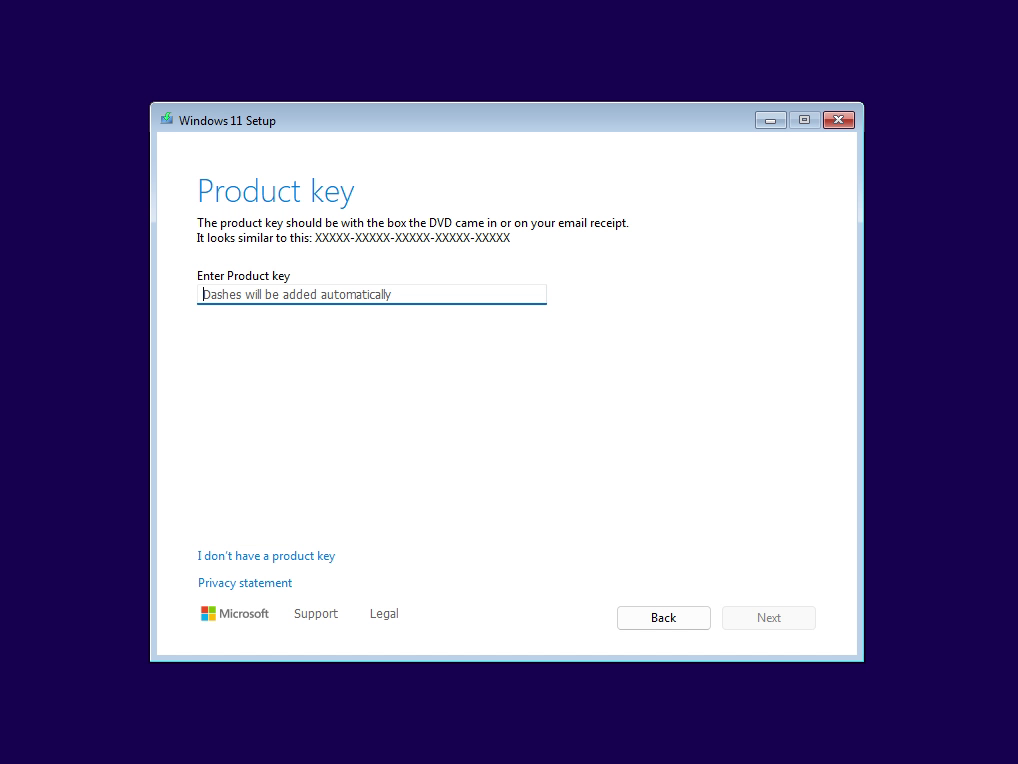 Windows 11 Setup
Product key
The product key should be with the box the DVD came in or on your email receipt.
It looks similar to this: XXXXX-XXXXX-XXXXX-XXXXX-XXXXX
Enter Product key
Dashes will be added automatically
I don't have a product key
Privacy statement
Microsoft Support Legal
Back Next